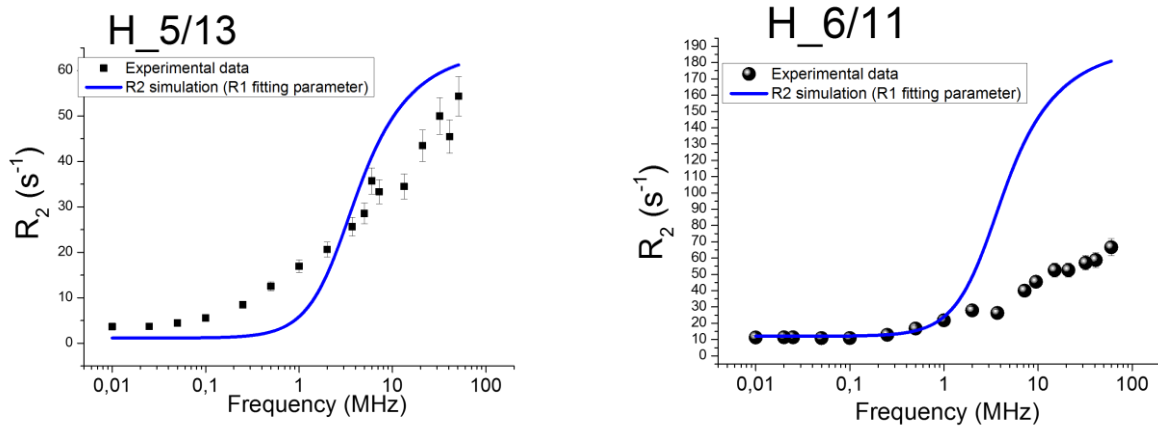 H_5/13
Experimental data
R2 simulation (R1 fitting parameter)
60
50
40
30
20
10
0
R₂ (s⁻¹)
0,01 0,1 1 10 100
Frequency (MHz)
H_6/11
Experimental data
R2 simulation (R1 fitting parameter)
190
180
170
160
150
140
130
120
110
100
90
80
70
60
50
40
30
20
10
0
R₂ (s⁻¹)
0,01 0,1 1 10 100
Frequency (MHz)